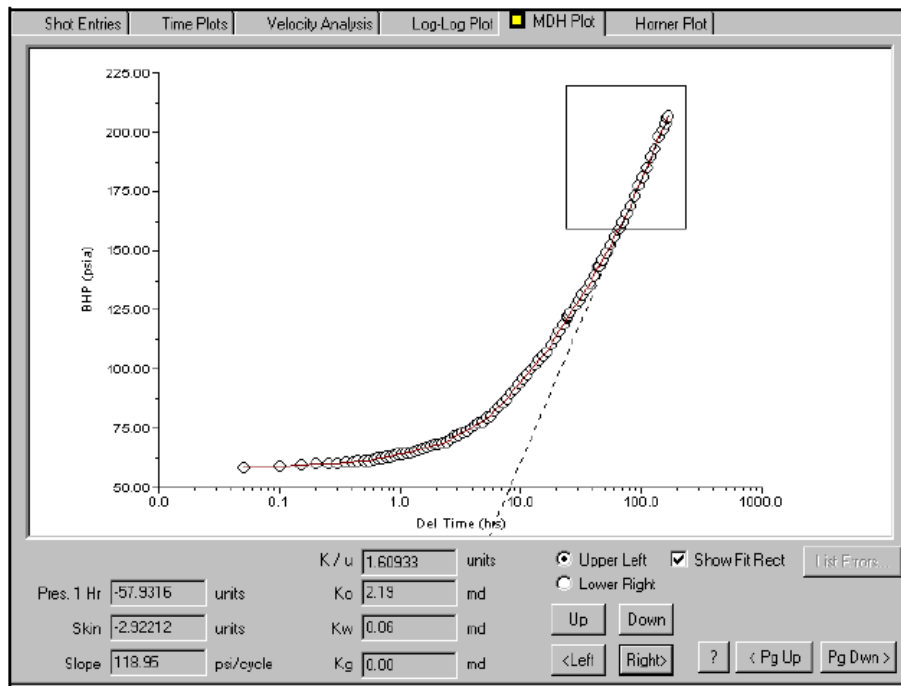 Shot Entries Time Plots Velocity Analysis Log-Log Plot MDH Plot Horner Plot
225.00
200.00
175.00
150.00
125.00
100.00
75.00
50.00
BHP (psia)
0.0 0.1 1.0 10.0 100.0 1000.0
Del Time (hrs)
K / u 1.60933 units
Upper Left Show Fit Rect List Errors...
Pres. 1 Hr -57.9316 units Ko 2.19 md
Lower Right
Skin -2.92212 units Kw 0.06 md
Up Down
Slope 118.95 psi/cycle Kg 0.00 md
<Left Right> ? < Pg Up Pg Dwn >